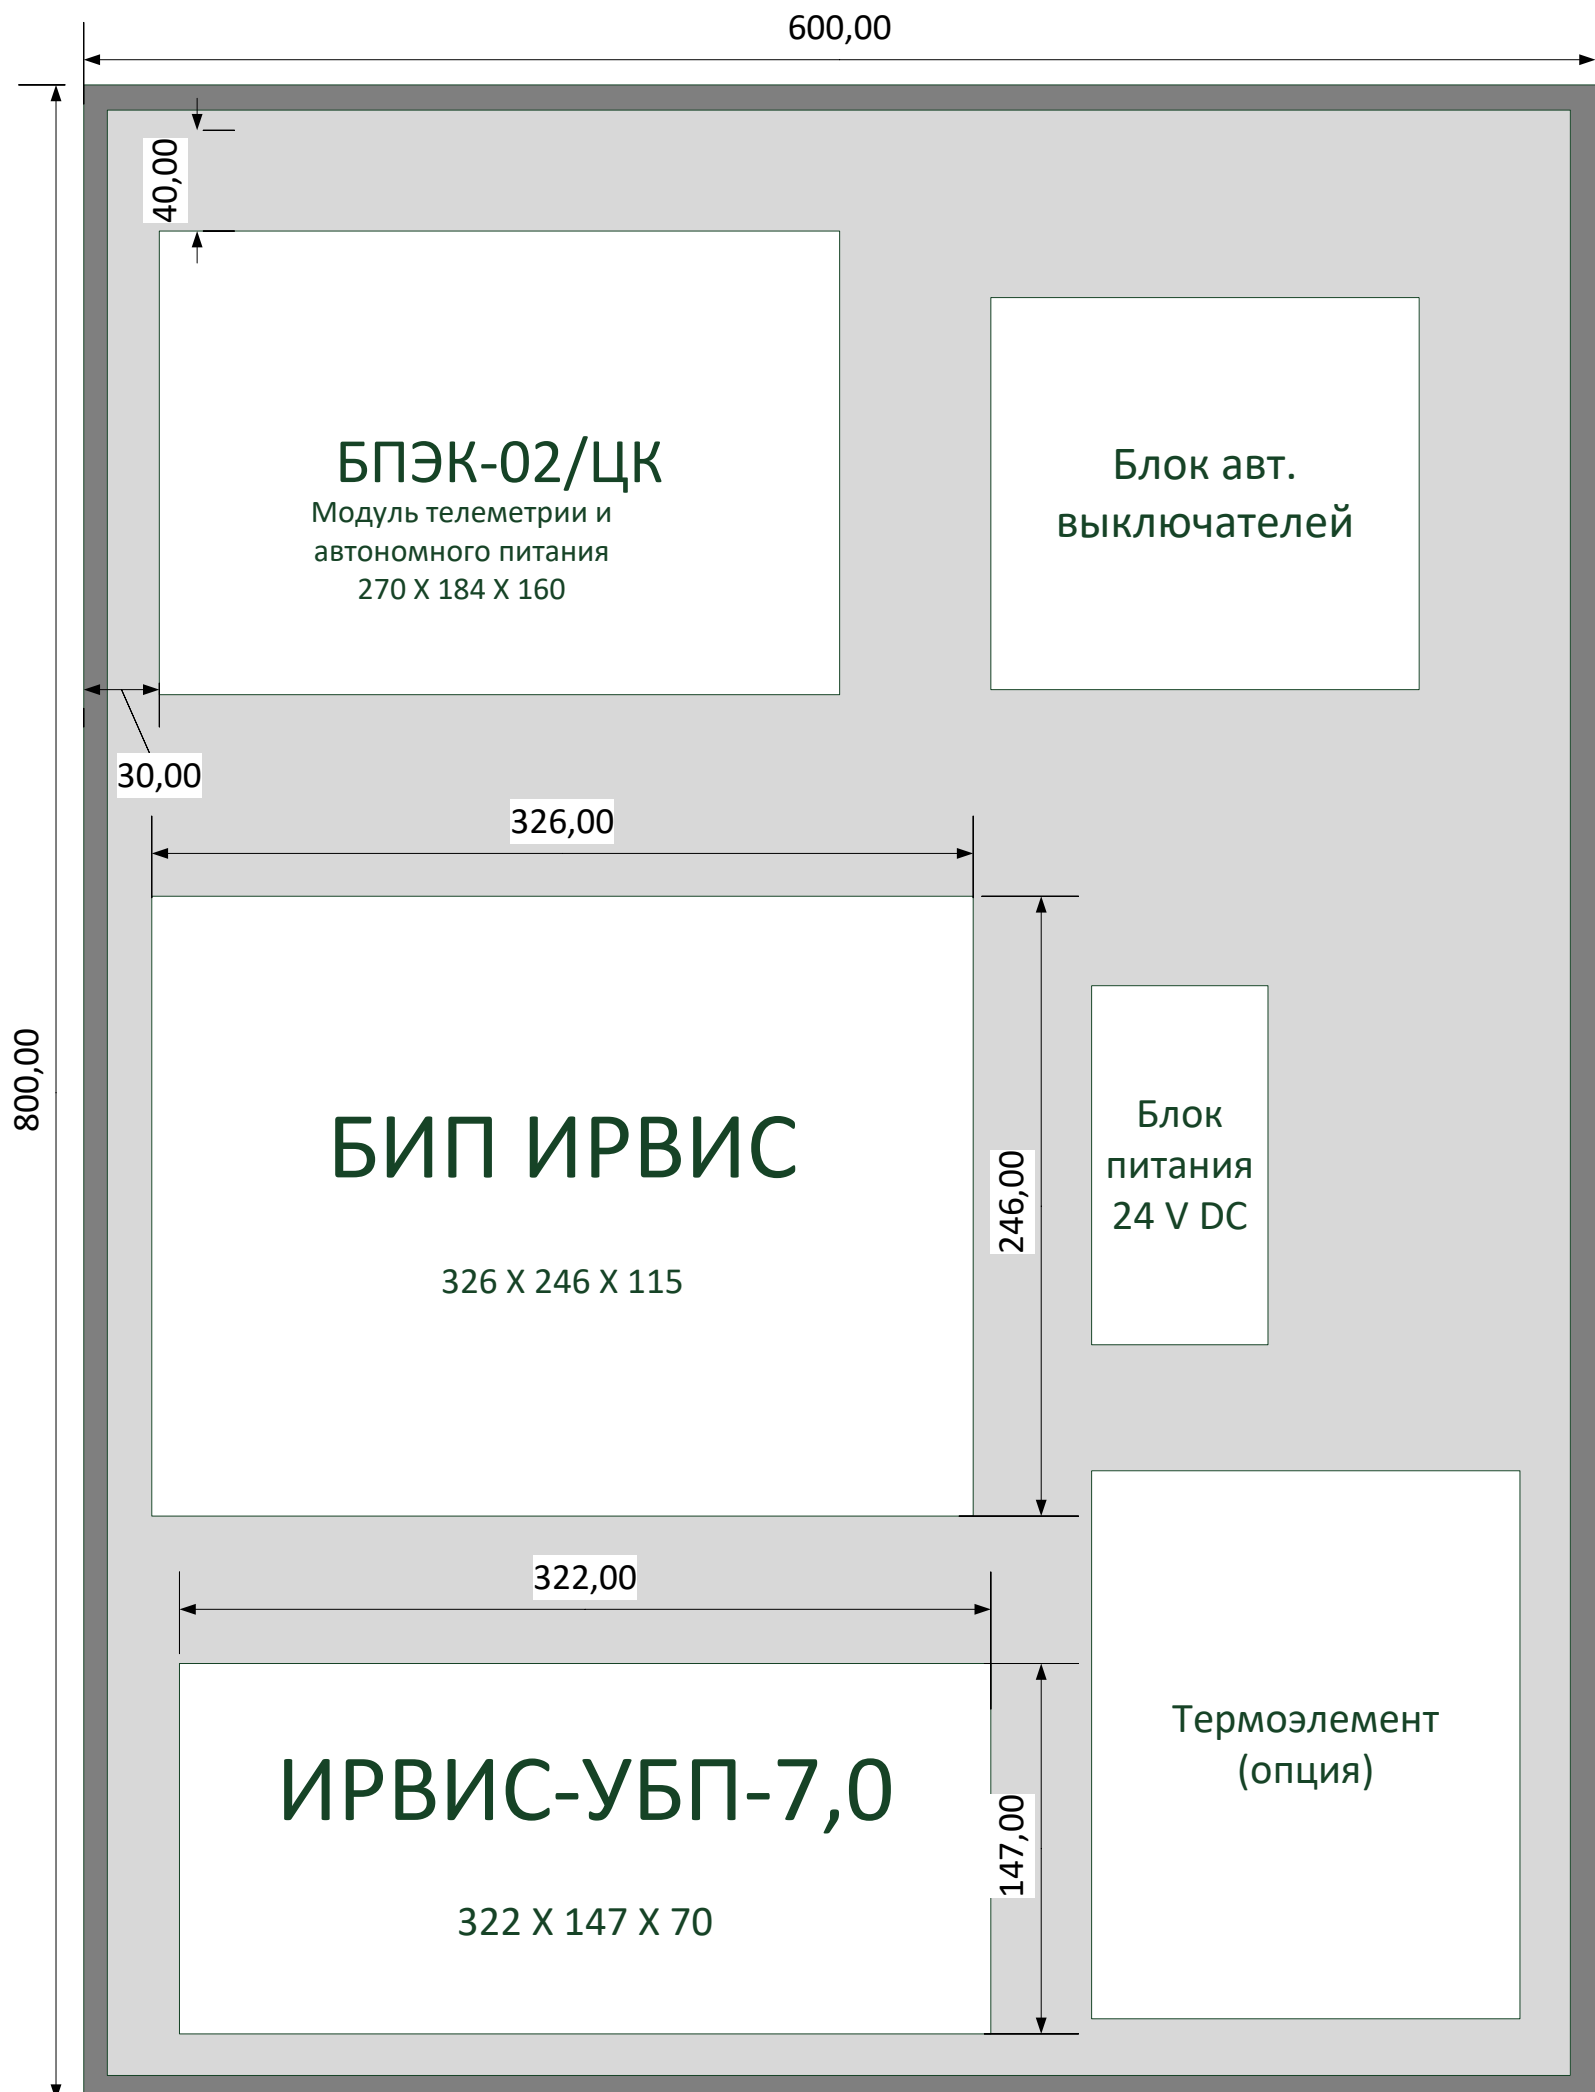 600,00
40,00
БПЭК-02/ЦК
Модуль телеметрии и
автономного питания
270 X 184 X 160
Блок авт.
выключателей
30,00
326,00
800,00
БИП ИРВИС
326 X 246 X 115
246,00
Блок
питания
24 V DC
322,00
ИРВИС-УБП-7,0
322 X 147 X 70
147,00
Термоэлемент
(опция)